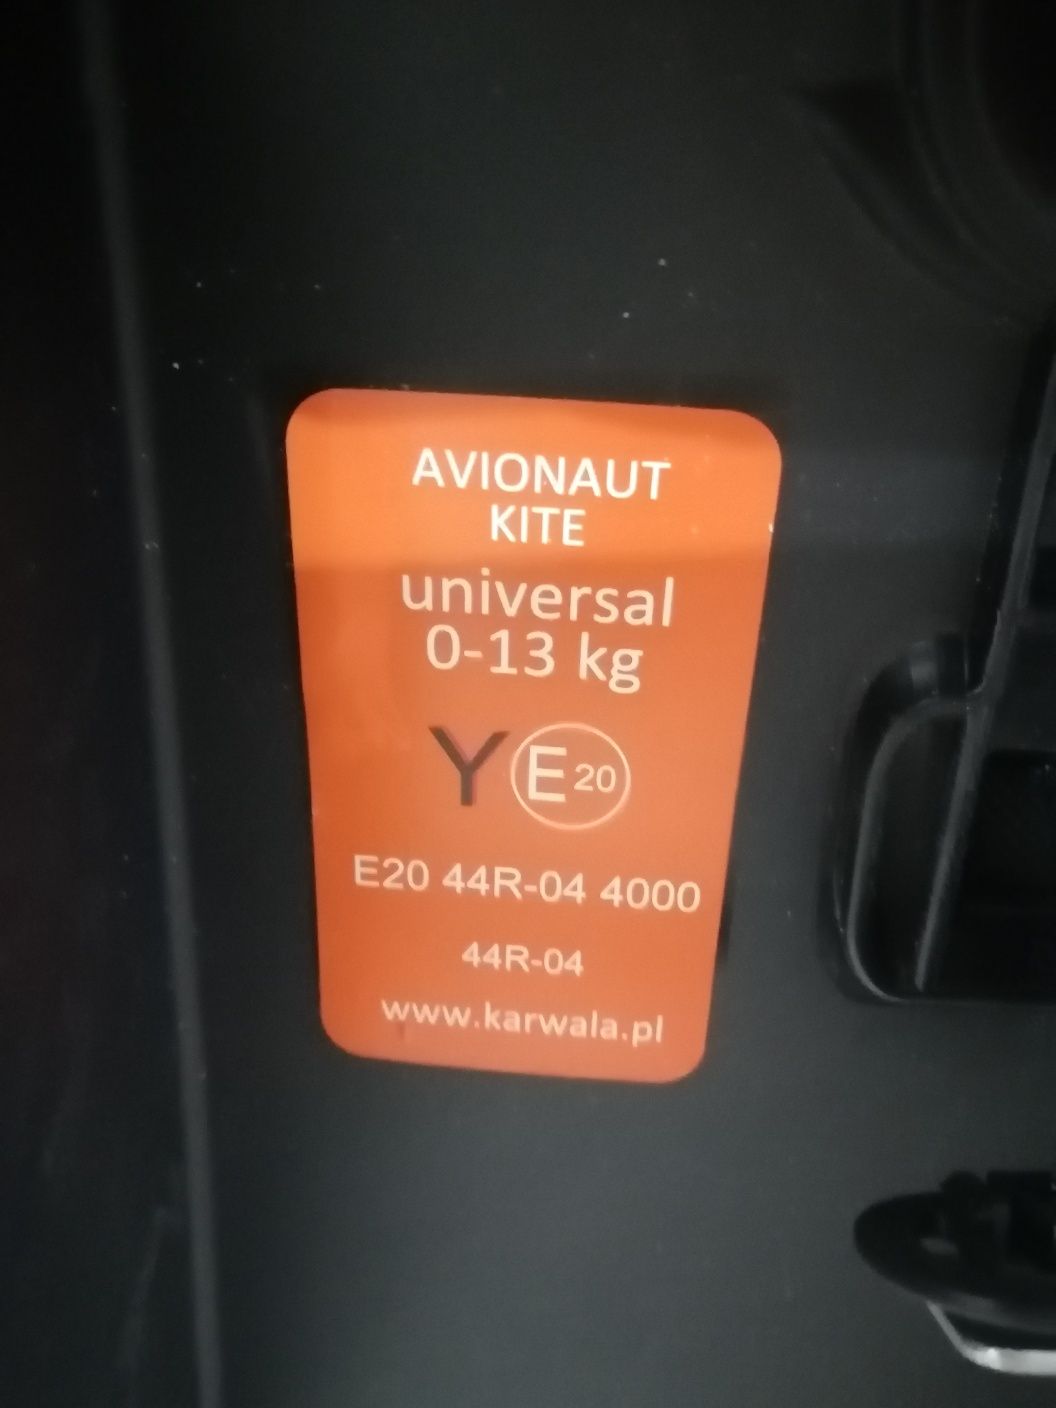 AVIONAUT
KITE
universal
0-13 kg
Y E 20
E20 44R-04 4000
44R-04
www.karwala.pl